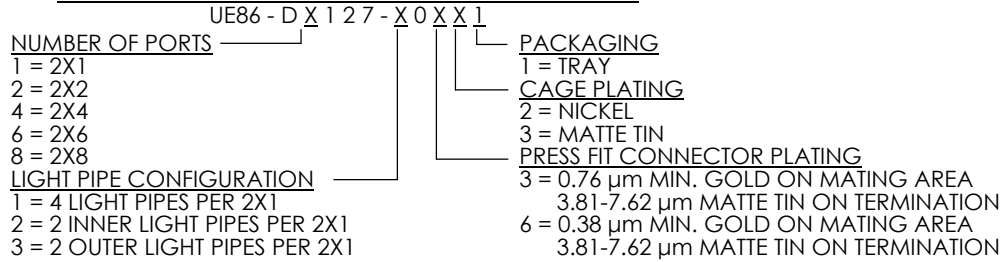 UE86 - D X 1 2 7 - X 0 X X 1
NUMBER OF PORTS
1 = 2X1
2 = 2X2
4 = 2X4
6 = 2X6
8 = 2X8
LIGHT PIPE CONFIGURATION
1 = 4 LIGHT PIPES PER 2X1
2 = 2 INNER LIGHT PIPES PER 2X1
3 = 2 OUTER LIGHT PIPES PER 2X1
PACKAGING
1 = TRAY
CAGE PLATING
2 = NICKEL
3 = MATTE TIN
PRESS FIT CONNECTOR PLATING
3 = 0.76 µm MIN. GOLD ON MATING AREA
3.81-7.62 µm MATTE TIN ON TERMINATION
6 = 0.38 µm MIN. GOLD ON MATING AREA
3.81-7.62 µm MATTE TIN ON TERMINATION